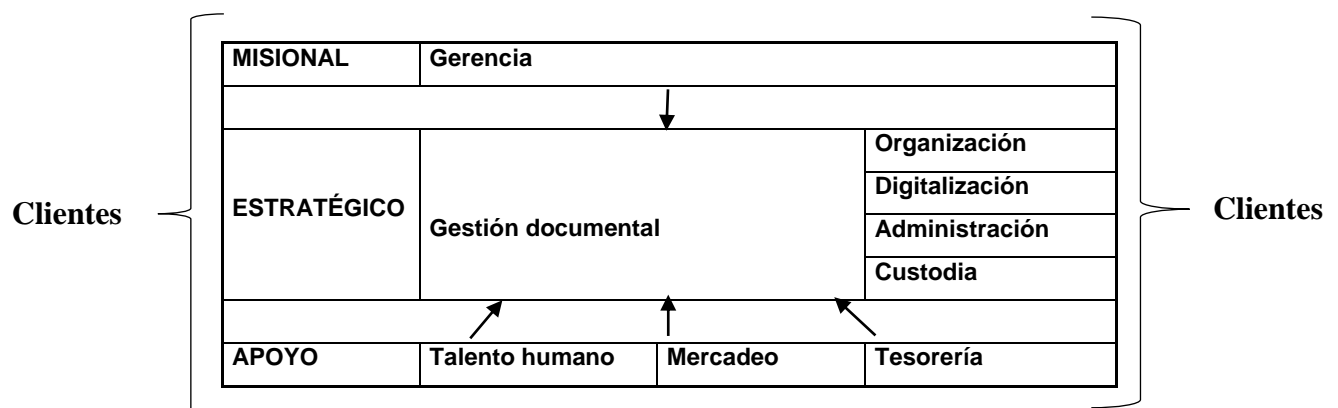 MISIONAL Gerencia
Organización
Digitalización
Clientes ESTRATÉGICO Gestión documental Clientes
Administración
Custodia
APOYO Talento humano Mercadeo Tesorería